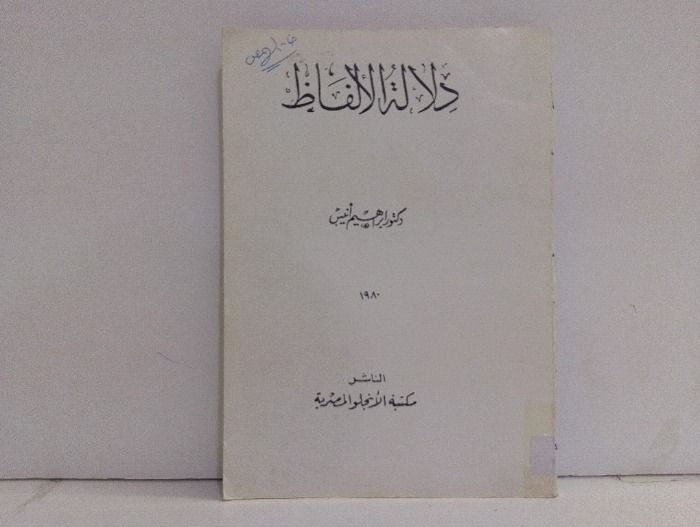 دلالة الألفاظ
دكتور إبراهيم أنيس
١٩٨٠
الناشر
مكتبة الأنجلو المصرية